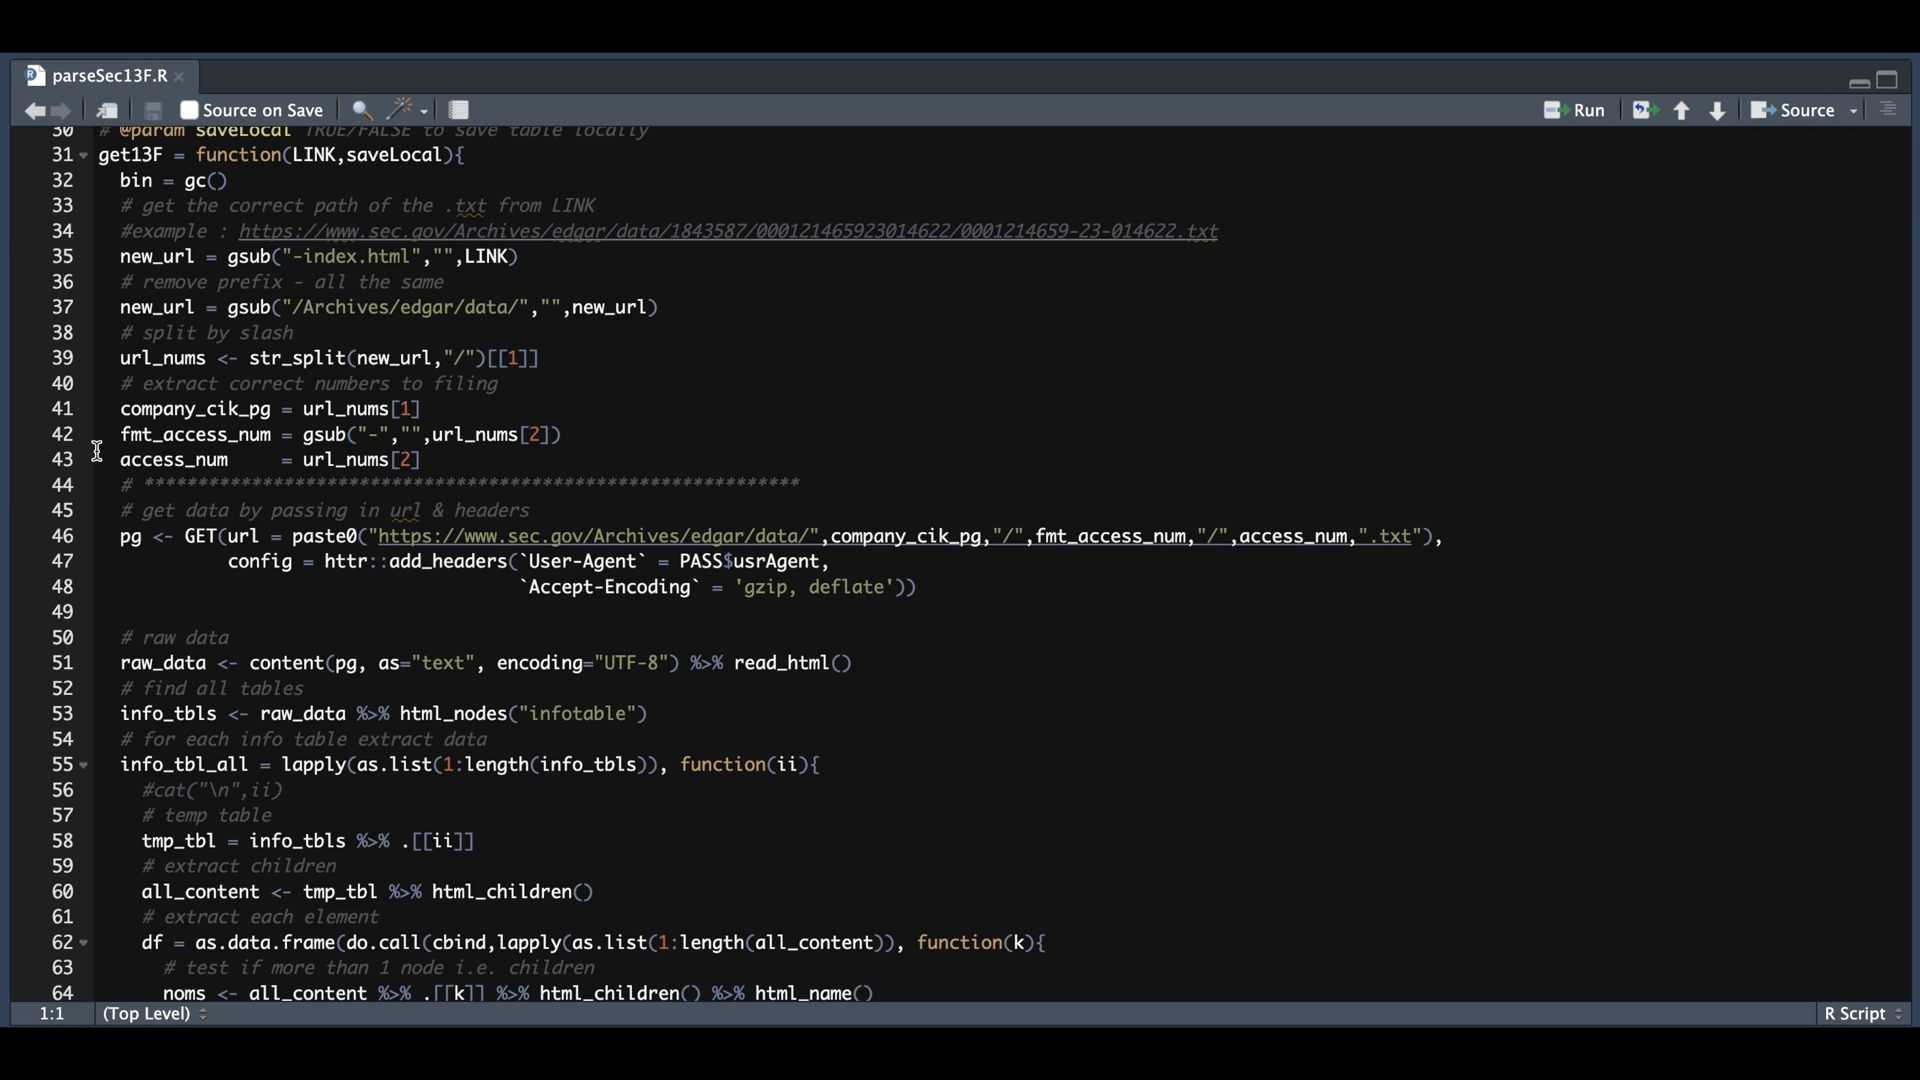 parseSec13F.R
Source on Save
Run
Source
30 # @param saveLocal TRUE/FALSE to save table locally
31 get13F = function(LINK,saveLocal){
32 bin = gc()
33 # get the correct path of the .txt from LINK
34 #example : https://www.sec.gov/Archives/edgar/data/1843587/000121465923014622/0001214659-23-014622.txt
35 new_url = gsub("-index.html","",LINK)
36 # remove prefix - all the same
37 new_url = gsub("/Archives/edgar/data/","",new_url)
38 # split by slash
39 url_nums <- str_split(new_url,"/")[[1]]
40 # extract correct numbers to filing
41 company_cik_pg = url_nums[1]
42 fmt_access_num = gsub("-","",url_nums[2])
43 access_num     = url_nums[2]
44 # *************************************************************
45 # get data by passing in url & headers
46 pg <- GET(url = paste0("https://www.sec.gov/Archives/edgar/data/",company_cik_pg,"/",fmt_access_num,"/",access_num,".txt"),
47 config = httr::add_headers(`User-Agent` = PASS$usrAgent,
48 `Accept-Encoding` = 'gzip, deflate'))
49
50 # raw data
51 raw_data <- content(pg, as="text", encoding="UTF-8") %>% read_html()
52 # find all tables
53 info_tbls <- raw_data %>% html_nodes("infotable")
54 # for each info table extract data
55 info_tbl_all = lapply(as.list(1:length(info_tbls)), function(ii){
56 #cat("\n",ii)
57 # temp table
58 tmp_tbl = info_tbls %>% .[[ii]]
59 # extract children
60 all_content <- tmp_tbl %>% html_children()
61 # extract each element
62 df = as.data.frame(do.call(cbind,lapply(as.list(1:length(all_content)), function(k){
63 # test if more than 1 node i.e. children
64 noms <- all_content %>% .[[k]] %>% html_children() %>% html_name()
1:1 (Top Level)
R Script